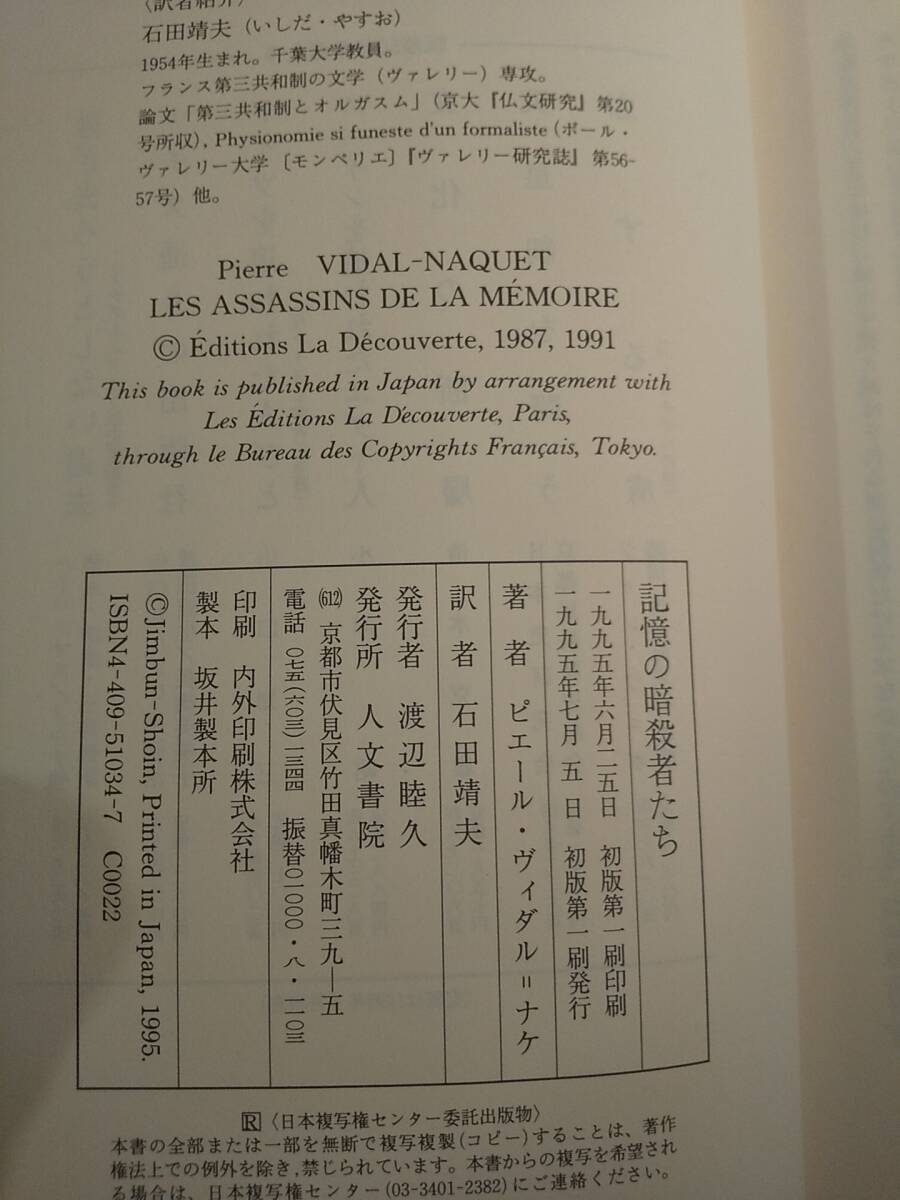 〈訳者紹介〉
石田靖夫（いしだ・やすお）
1954年生まれ。千葉大学教員。
フランス第三共和制の文学（ヴァレリー）専攻。
論文「第三共和制とオルガスム」（京大『仏文研究』第20
号所収), Physionomie si funeste d'un formaliste (ポール・
ヴァレリー大学〔モンペリエ〕『ヴァレリー研究誌』第56-
57号）他。
Pierre VIDAL-NAQUET
LES ASSASSINS DE LA MÉMOIRE
© Éditions La Découverte, 1987, 1991
This book is published in Japan by arrangement with
Les Éditions La Découverte, Paris,
through le Bureau des Copyrights Français, Tokyo.
記憶の暗殺者たち
一九九五年六月二五日 初版第一刷印刷
一九九五年七月 五 日 初版第一刷発行
著 者 ピエール・ヴィダル＝ナケ
訳 者 石田靖夫
発行者 渡辺睦久
発行所 人文書院
(612) 京都市伏見区竹田真幡木町三九―五
電話 〇七五(六〇三)一三四四 振替〇一〇〇〇・八・一一〇三
印刷 内外印刷株式会社
製本 坂井製本所
©Jimbun-Shoin, Printed in Japan, 1995.
ISBN4-409-51034-7 C0022
R〈日本複写権センター委託出版物〉
本書の全部または一部を無断で複写複製(コピー)することは、著作
権法上での例外を除き,禁じられています。本書からの複写を希望され
る場合は、日本複写権センター(03-3401-2382)にご連絡ください。